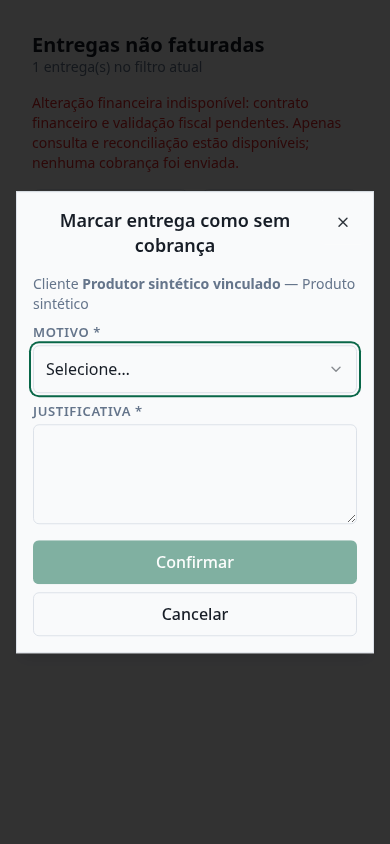 Entregas não faturadas
1 entrega(s) no filtro atual
Alteração financeira indisponível: contrato
financeiro e validação fiscal pendentes. Apenas
consulta e reconciliação estão disponíveis;
nenhuma cobrança foi enviada.
Marcar entrega como sem
cobrança
Cliente Produtor sintético vinculado — Produto
sintético
MOTIVO *
Selecione...
JUSTIFICATIVA *
Confirmar
Cancelar